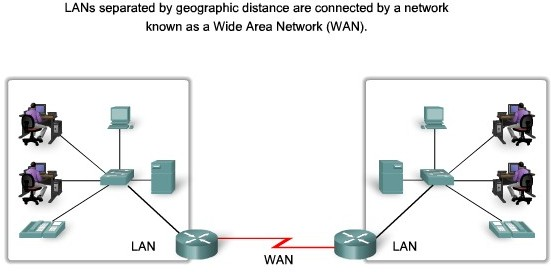 LANs separated by geographic distance are connected by a network
known as a Wide Area Network (WAN).
LAN
WAN
LAN